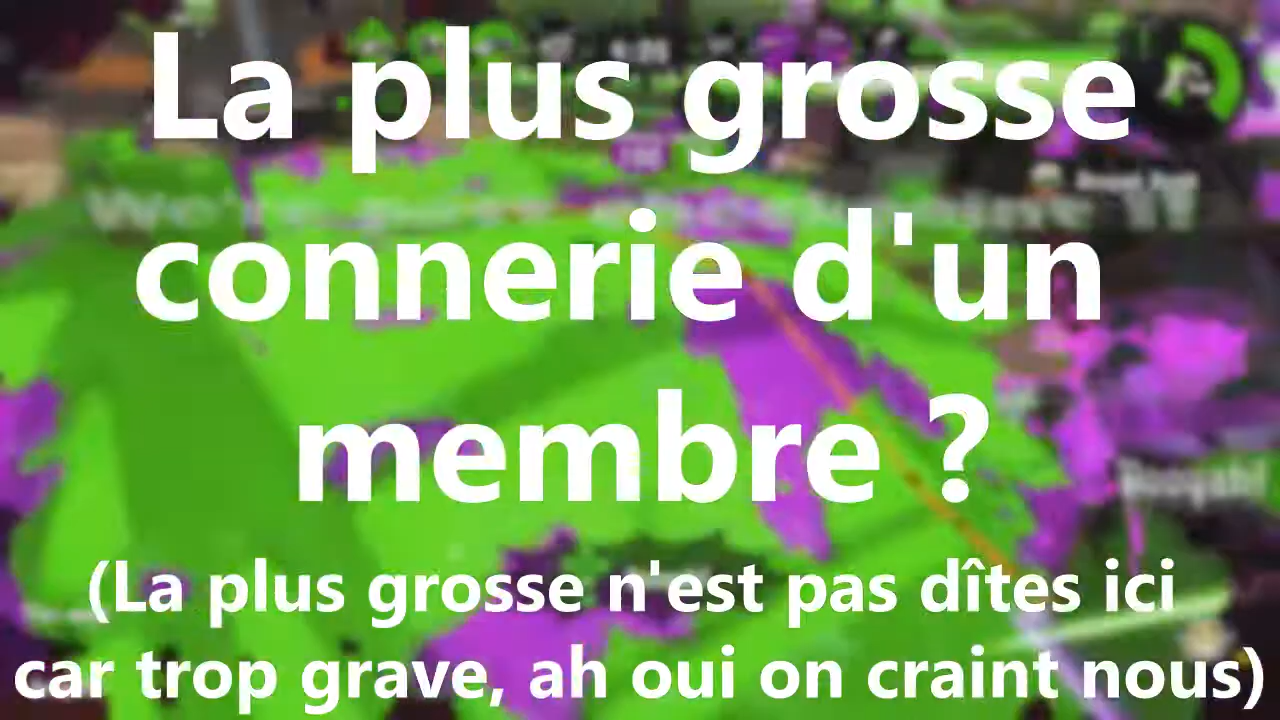 La plus grosse
connerie d'un
membre ?
(La plus grosse n'est pas dîtes ici
car trop grave, ah oui on craint nous)